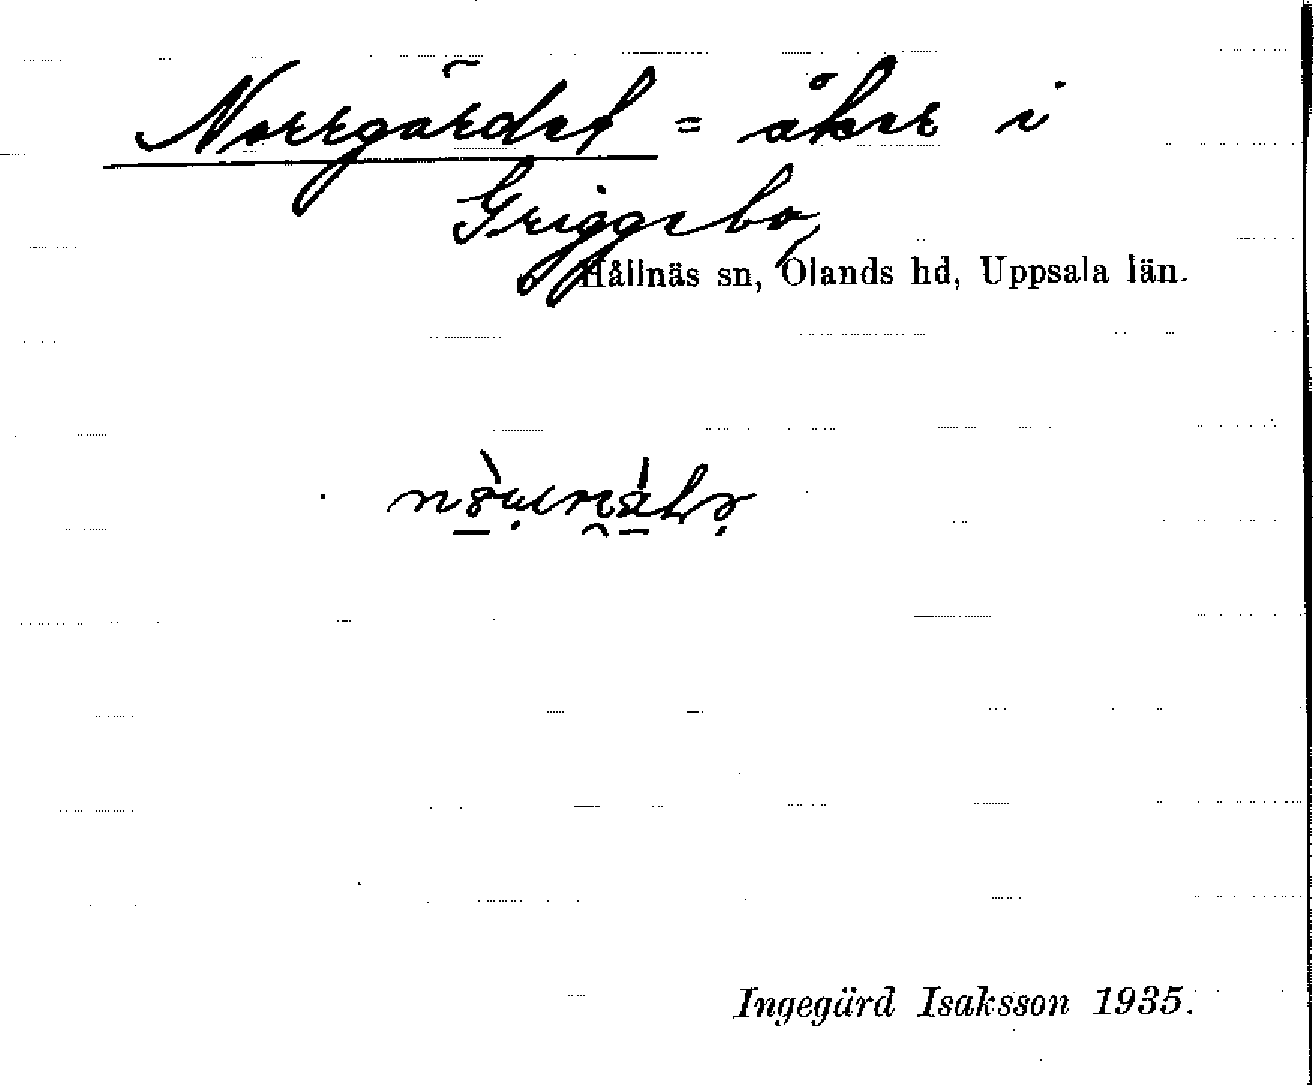 Norrgärdet = åker i
Griggebo,
Hållnäs sn, Olands hd, Uppsala län.
Ingegärd Isaksson 1935.